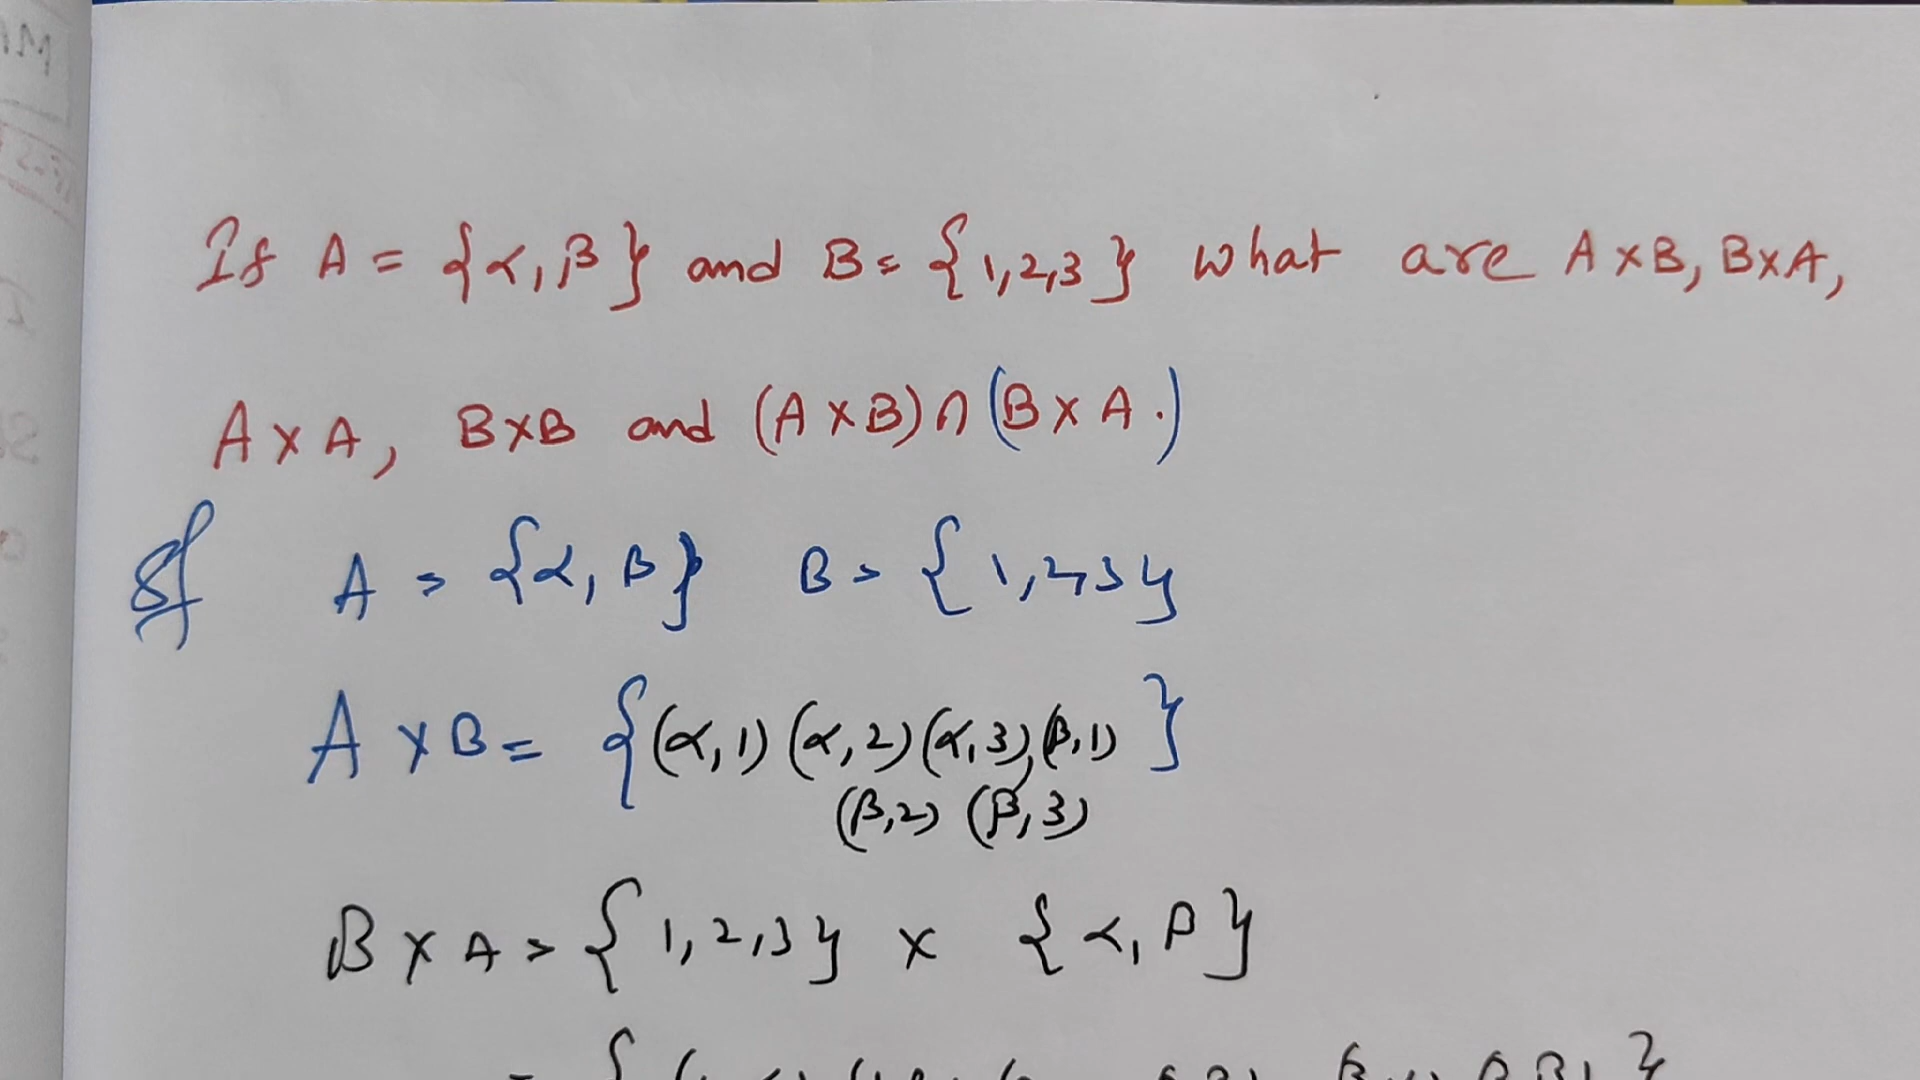 If A = {α, β} and B = {1,2,3} what are A×B, B×A,
A×A, B×B and (A×B)∩(B×A.)
Sol A = {α, β} B = {1,2,3}
A×B = {(α,1) (α,2) (α,3), (β,1)}
(β,2) (β,3)
B×A = {1,2,3} × {α, β}